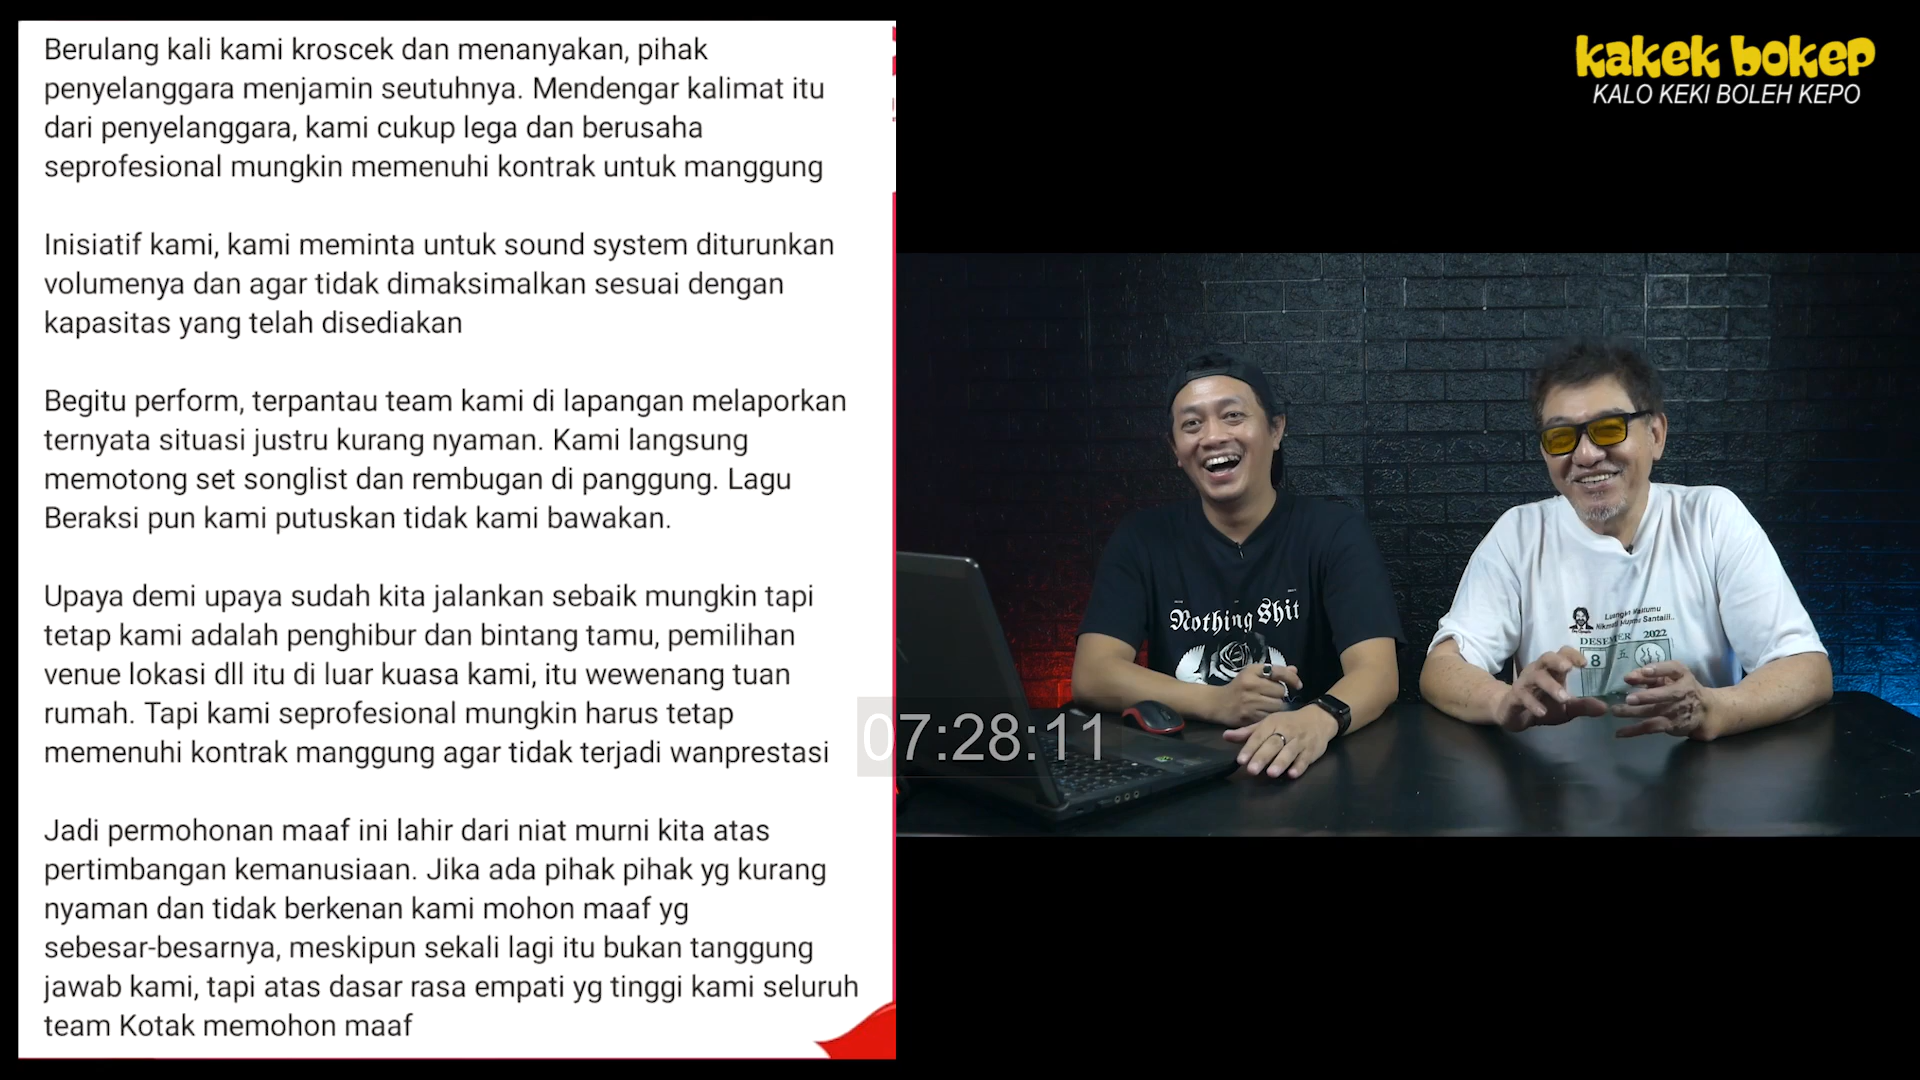 Berulang kali kami kroscek dan menanyakan, pihak
penyelanggara menjamin seutuhnya. Mendengar kalimat itu
dari penyelanggara, kami cukup lega dan berusaha
seprofesional mungkin memenuhi kontrak untuk manggung
Inisiatif kami, kami meminta untuk sound system diturunkan
volumenya dan agar tidak dimaksimalkan sesuai dengan
kapasitas yang telah disediakan
Begitu perform, terpantau team kami di lapangan melaporkan
ternyata situasi justru kurang nyaman. Kami langsung
memotong set songlist dan rembugan di panggung. Lagu
Beraksi pun kami putuskan tidak kami bawakan.
Upaya demi upaya sudah kita jalankan sebaik mungkin tapi
tetap kami adalah penghibur dan bintang tamu, pemilihan
venue lokasi dll itu di luar kuasa kami, itu wewenang tuan
rumah. Tapi kami seprofesional mungkin harus tetap
memenuhi kontrak manggung agar tidak terjadi wanprestasi
Jadi permohonan maaf ini lahir dari niat murni kita atas
pertimbangan kemanusiaan. Jika ada pihak pihak yg kurang
nyaman dan tidak berkenan kami mohon maaf yg
sebesar-besarnya, meskipun sekali lagi itu bukan tanggung
jawab kami, tapi atas dasar rasa empati yg tinggi kami seluruh
team Kotak memohon maaf
kakek bokep
KALO KEKI BOLEH KEPO
07:28:11
Nothing Shit
DESEMBER 2022
8 五